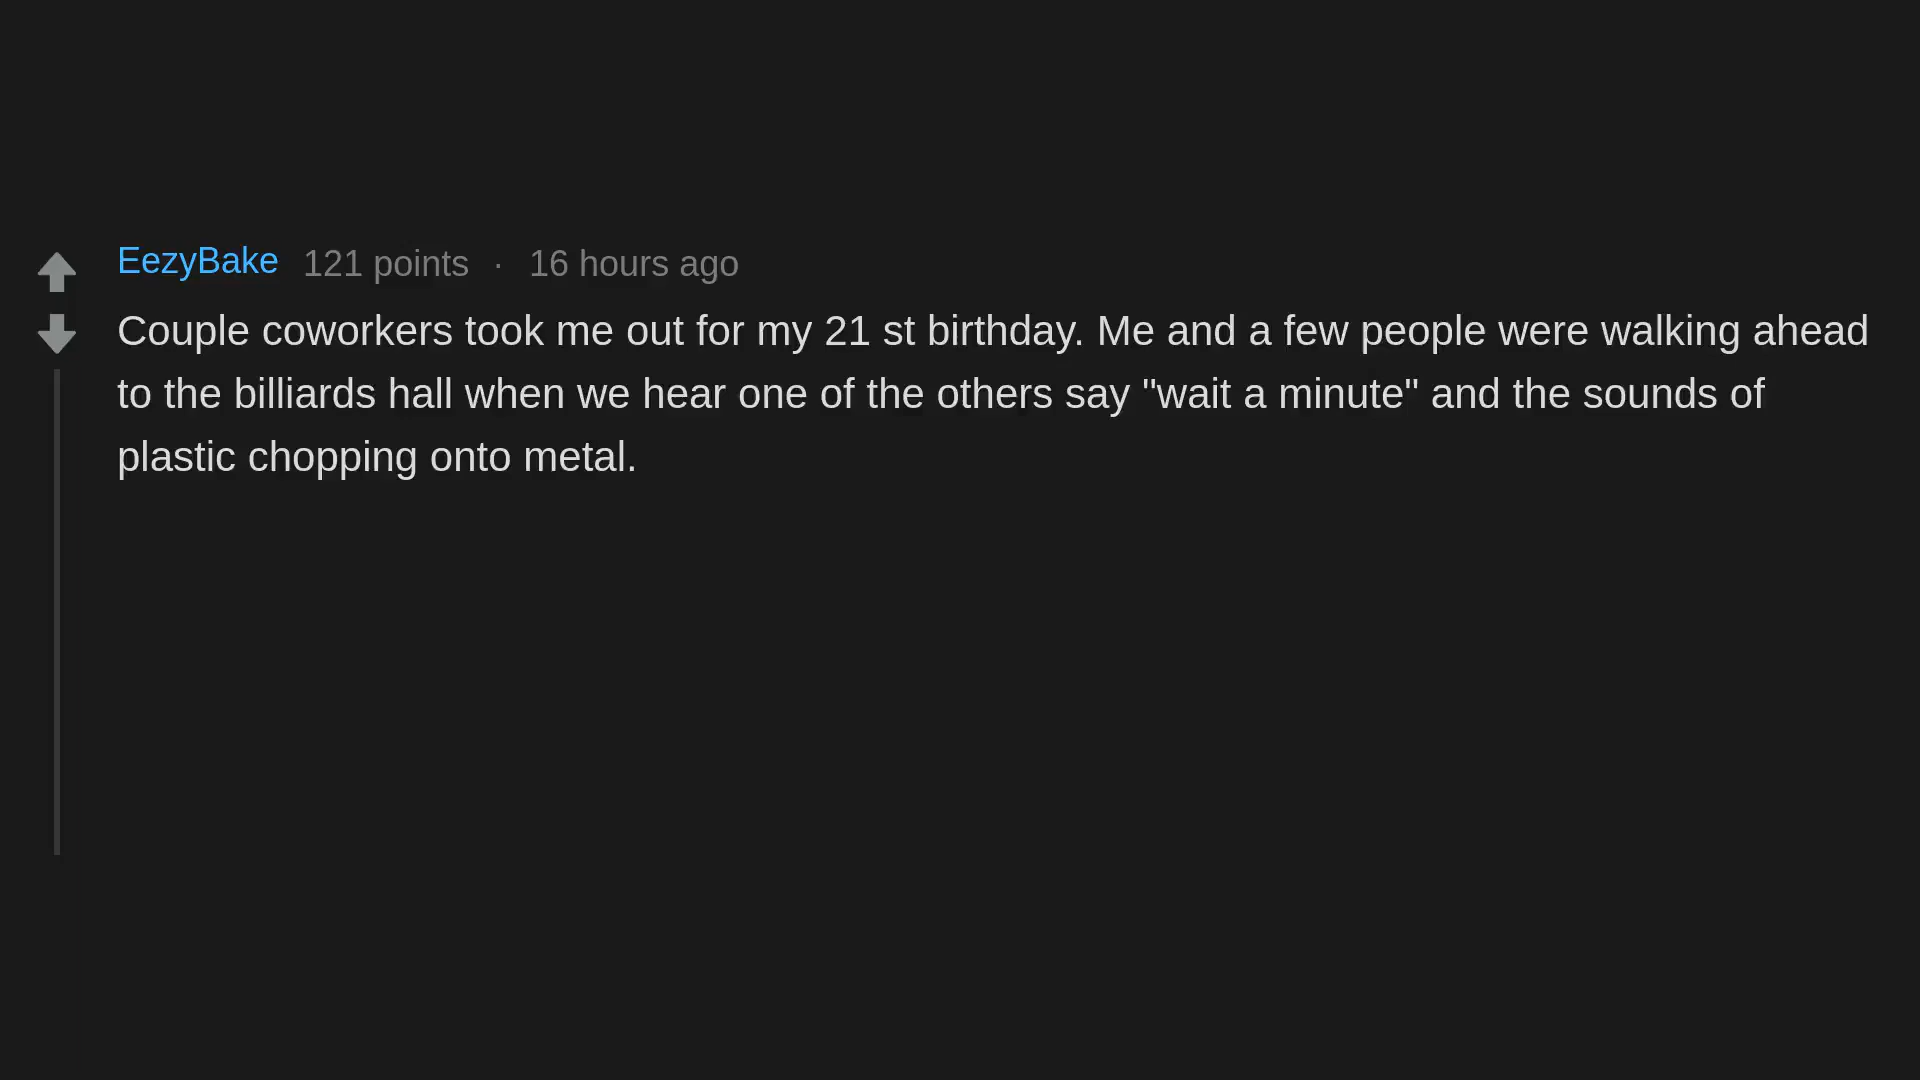 EezyBake 121 points · 16 hours ago
Couple coworkers took me out for my 21 st birthday. Me and a few people were walking ahead
to the billiards hall when we hear one of the others say "wait a minute" and the sounds of
plastic chopping onto metal.